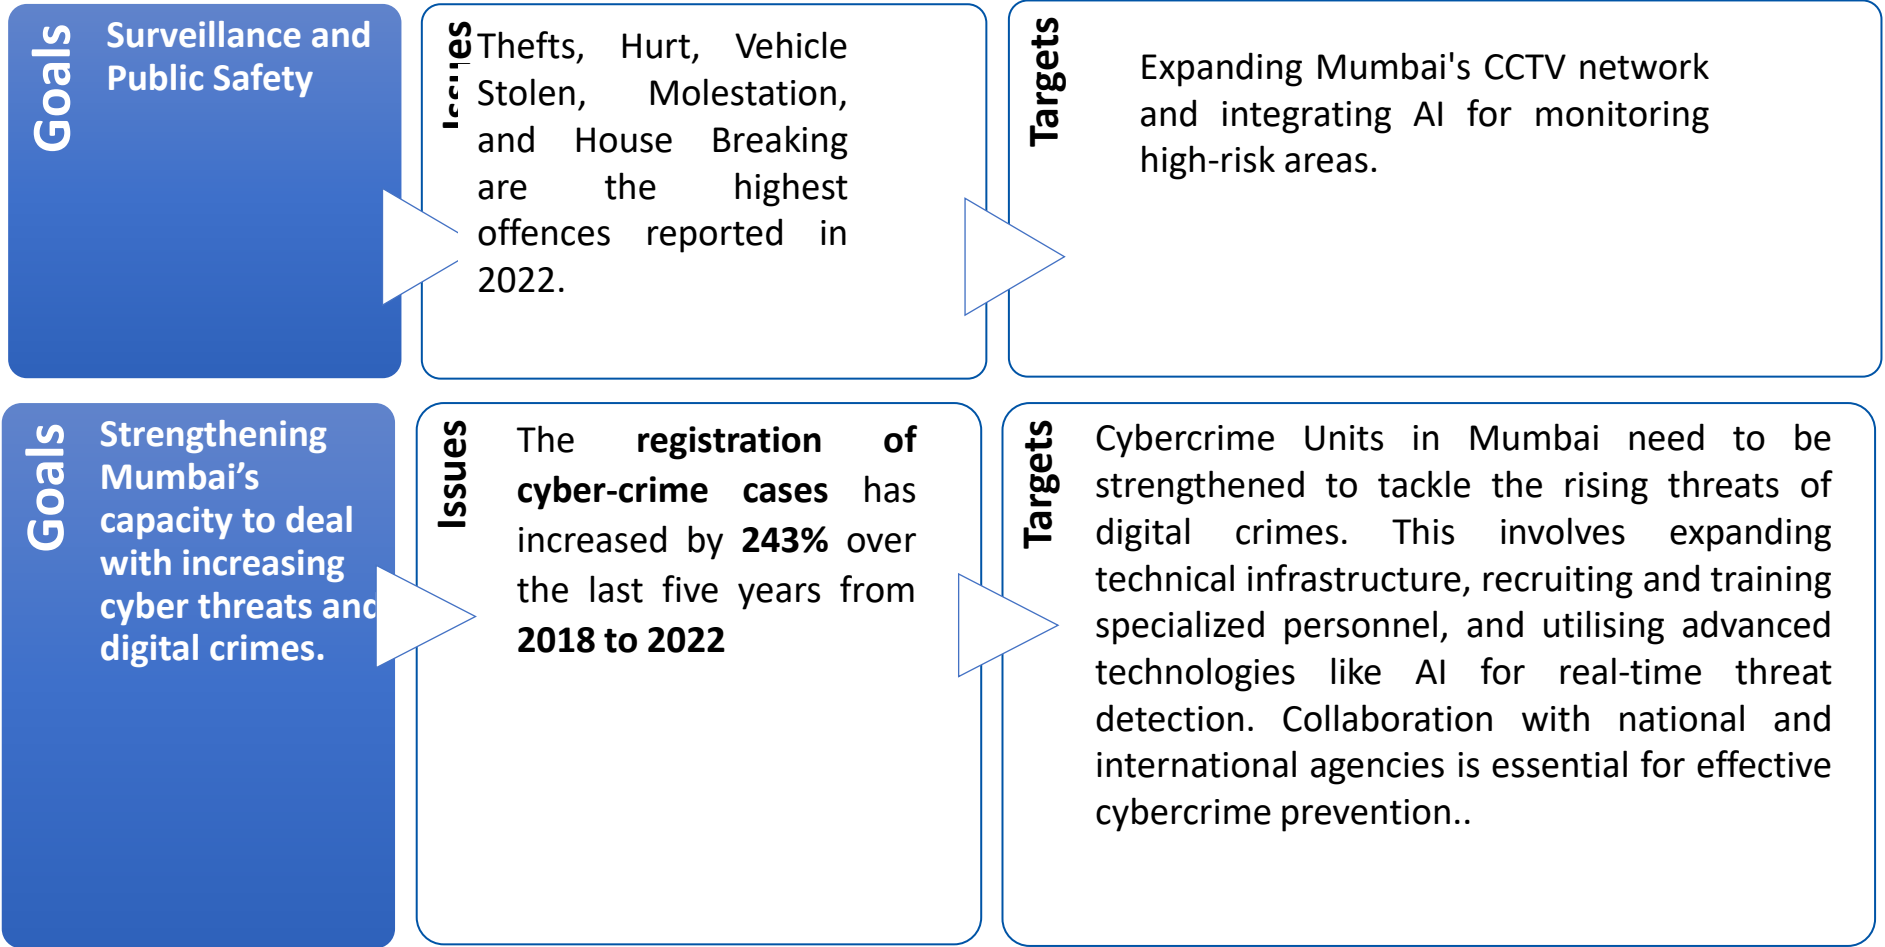 Goals
Surveillance and
Public Safety
Issues
Thefts, Hurt, Vehicle
Stolen, Molestation,
and House Breaking
are the highest
offences reported in
2022.
Targets
Expanding Mumbai's CCTV network
and integrating AI for monitoring
high-risk areas.
Goals
Strengthening
Mumbai’s
capacity to deal
with increasing
cyber threats and
digital crimes.
Issues
The registration of
cyber-crime cases has
increased by 243% over
the last five years from
2018 to 2022
Targets
Cybercrime Units in Mumbai need to be
strengthened to tackle the rising threats of
digital crimes. This involves expanding
technical infrastructure, recruiting and training
specialized personnel, and utilising advanced
technologies like AI for real-time threat
detection. Collaboration with national and
international agencies is essential for effective
cybercrime prevention..